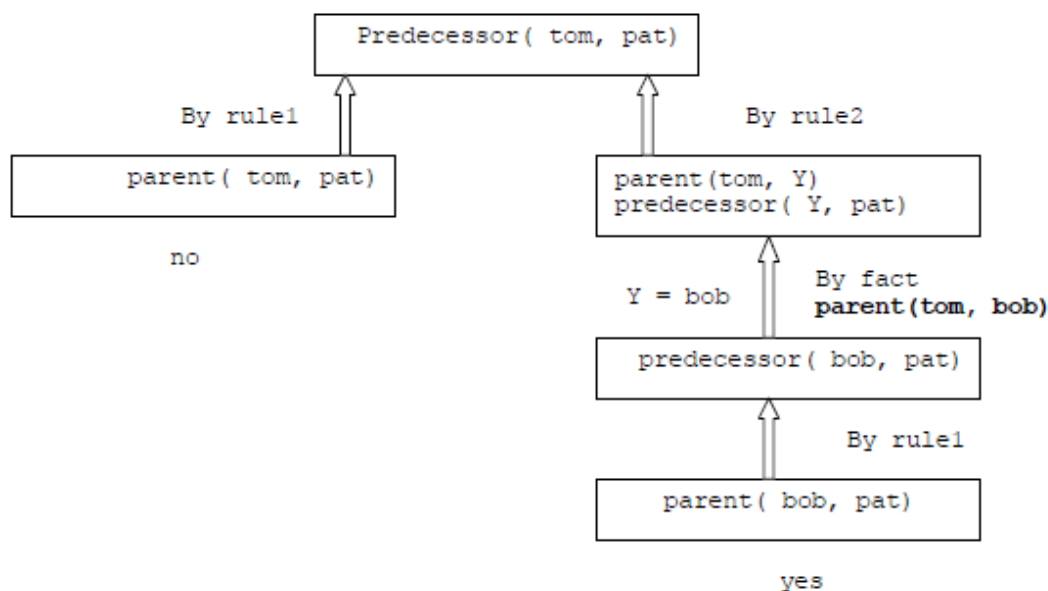 Predecessor( tom, pat)
By rule1
By rule2
parent( tom, pat)
parent(tom, Y)
predecessor( Y, pat)
no
Y = bob
By fact
parent(tom, bob)
predecessor( bob, pat)
By rule1
parent( bob, pat)
yes